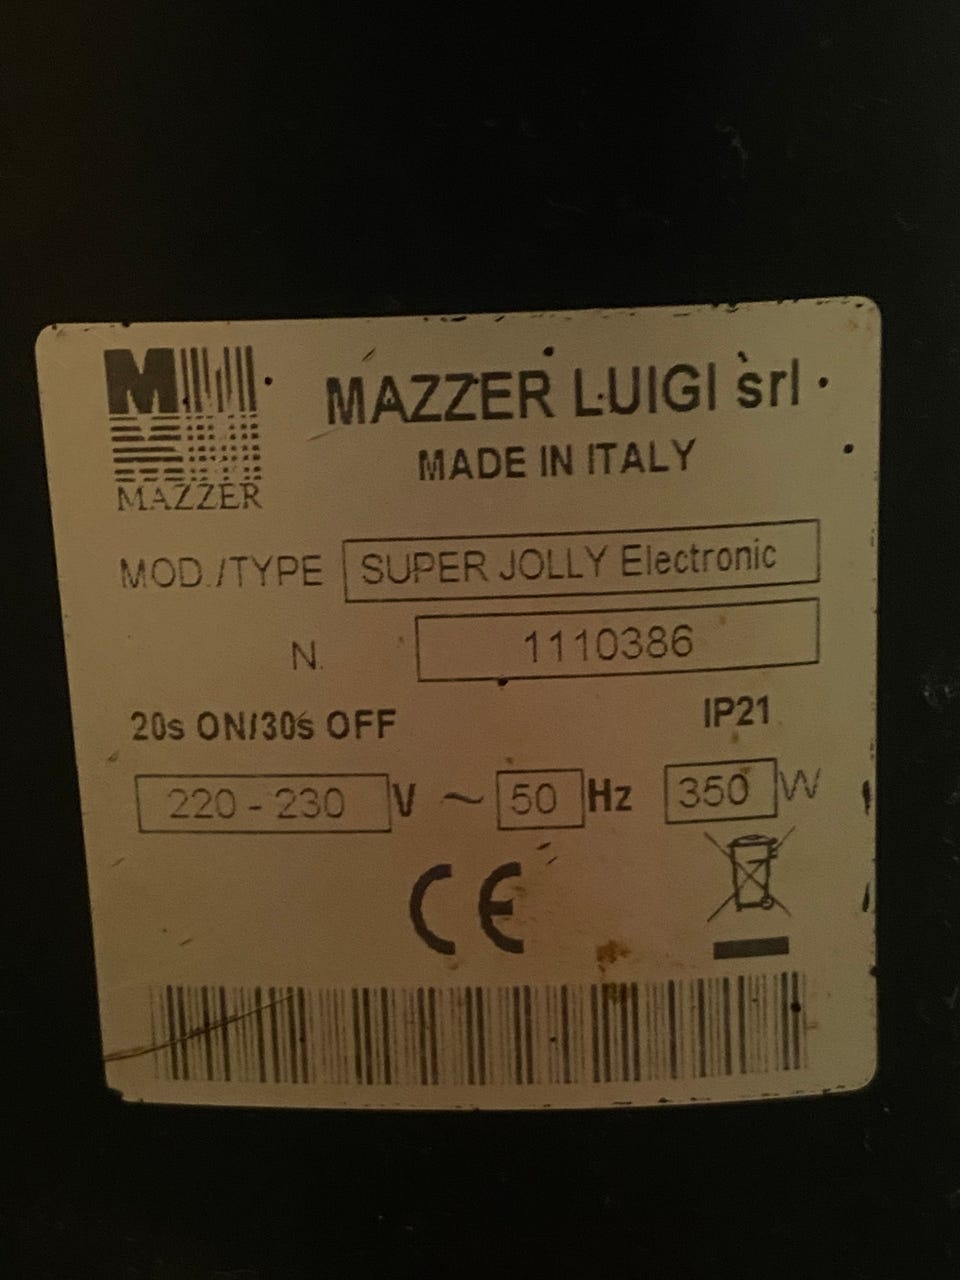 MAZZER
MAZZER LUIGI srl
MADE IN ITALY
MOD./TYPE SUPER JOLLY Electronic
N. 1110386
20s ON/30s OFF IP21
220 - 230 V ~ 50 Hz 350 W
CE